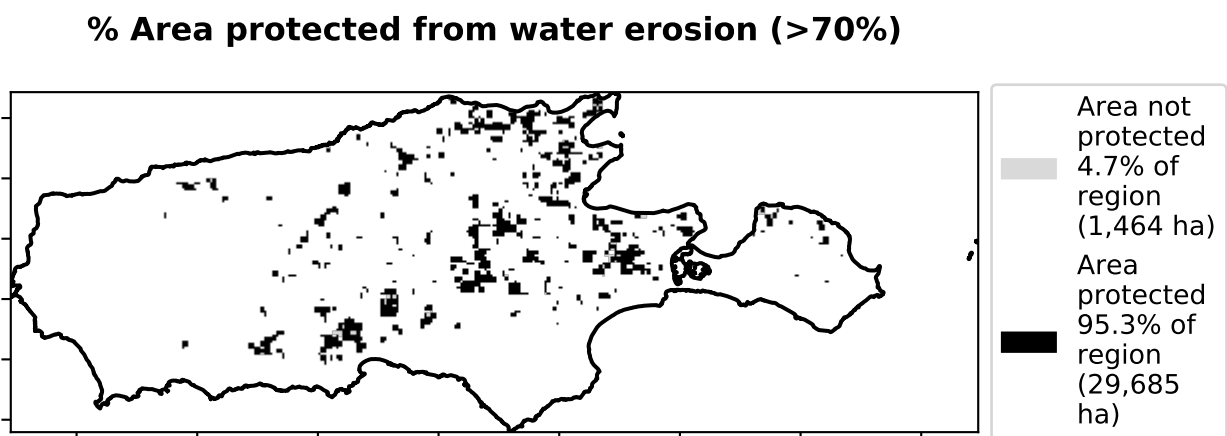 % Area protected from water erosion (>70%)
Area not
protected
4.7% of
region
(1,464 ha)
Area
protected
95.3% of
region
(29,685
ha)